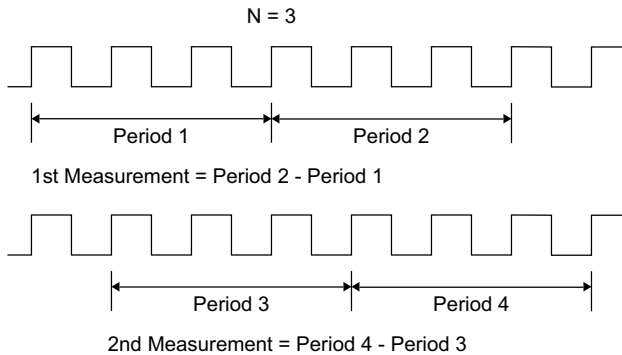 N = 3
Period 1
Period 2
1st Measurement = Period 2 - Period 1
Period 3
Period 4
2nd Measurement = Period 4 - Period 3